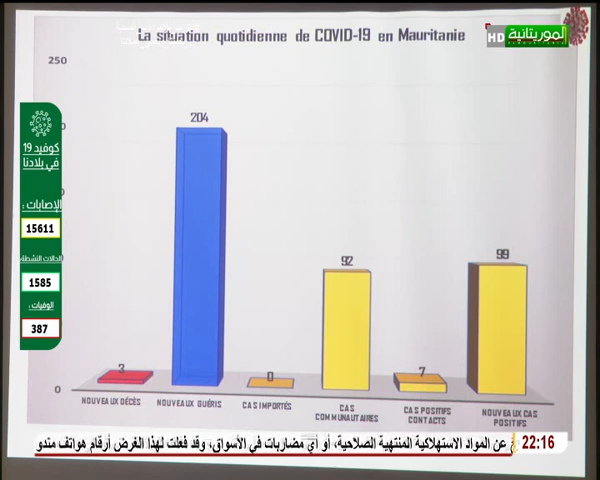 La situation quotidienne de COVID-19 en Mauritanie
HD الموريتانية
250
204
كوفيد 19
في بلادنا
الإصابات :
15611
الحالات النشطة:
1585
الوفيات :
387
92
99
3
0
7
0
NOUVEAUX DÉCÈS
NOUVEAUX GUÉRIS
CAS IMPORTÉS
CAS
COMMUNAUTAIRES
CAS POSITIFS
CONTACTS
NOUVEAUX CAS
POSITIFS
عن المواد الاستهلاكية المنتهية الصلاحية، أو أي مضاربات في الأسواق، وقد فعلت لهذا الغرض أرقام هواتف مندو
22:16